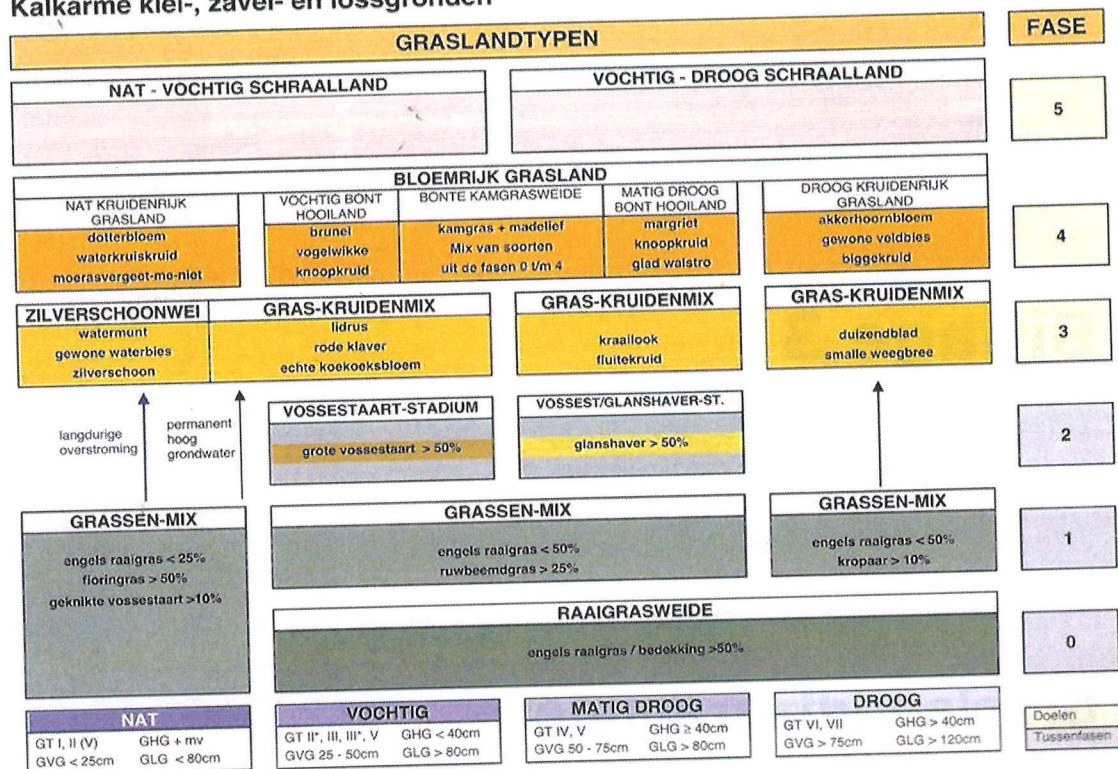 Kalkarme klei-, zavel- en lössgronden
GRASLANDTYPEN
FASE
NAT - VOCHTIG SCHRAALLAND
VOCHTIG - DROOG SCHRAALLAND
5
BLOEMRIJK GRASLAND
NAT KRUIDENRIJK
GRASLAND
dotterbloem
waterkruiskruid
moerasvergeet-me-niet
VOCHTIG BONT
HOOILAND
brunel
vogelwikke
knoopkruid
BONTE KAMGRASWEIDE
kamgras + madelief
Mix van soorten
uit de fasen 0 t/m 4
MATIG DROOG
BONT HOOILAND
margriet
knoopkruid
glad walstro
DROOG KRUIDENRIJK
GRASLAND
akkerhoornbloem
gewone veldbies
biggekruid
4
ZILVERSCHOONWEI
watermunt
gewone waterbies
zilverschoon
GRAS-KRUIDENMIX
lidrus
rode klaver
echte koekoeksbloem
GRAS-KRUIDENMIX
kraailook
fluitekruid
GRAS-KRUIDENMIX
duizendblad
smalle weegbree
3
langdurige
overstroming
permanent
hoog
grondwater
VOSSESTAART-STADIUM
grote vossestaart > 50%
VOSSEST/GLANSHAVER-ST.
glanshaver > 50%
2
GRASSEN-MIX
engels raaigras < 25%
fioringras > 50%
geknikte vossestaart >10%
GRASSEN-MIX
engels raaigras < 50%
ruwbeemdgras > 25%
GRASSEN-MIX
engels raaigras < 50%
kropaar > 10%
1
RAAIGRASWEIDE
engels raaigras / bedekking >50%
0
NAT
GT I, II (V) GHG + mv
GVG < 25cm GLG < 80cm
VOCHTIG
GT II*, III, III*, V GHG < 40cm
GVG 25 - 50cm GLG > 80cm
MATIG DROOG
GT IV, V GHG ≥ 40cm
GVG 50 - 75cm GLG > 80cm
DROOG
GT VI, VII GHG > 40cm
GVG > 75cm GLG > 120cm
Doelen
Tussenfasen